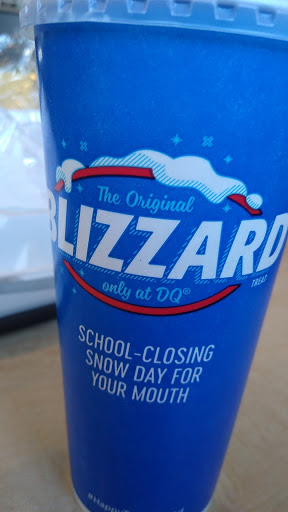 The Original
BLIZZARD
TREAT
only at DQ®
SCHOOL-CLOSING
SNOW DAY FOR
YOUR MOUTH